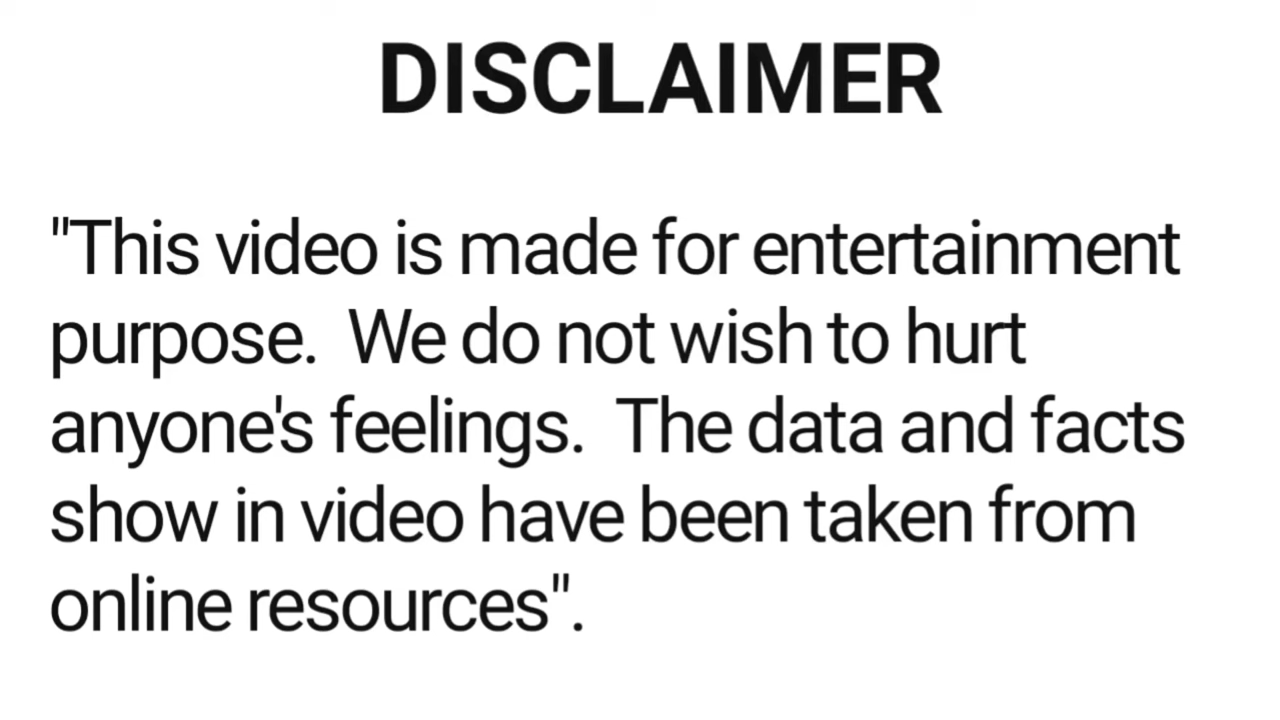 DISCLAIMER
"This video is made for entertainment
purpose.  We do not wish to hurt
anyone's feelings.  The data and facts
show in video have been taken from
online resources".